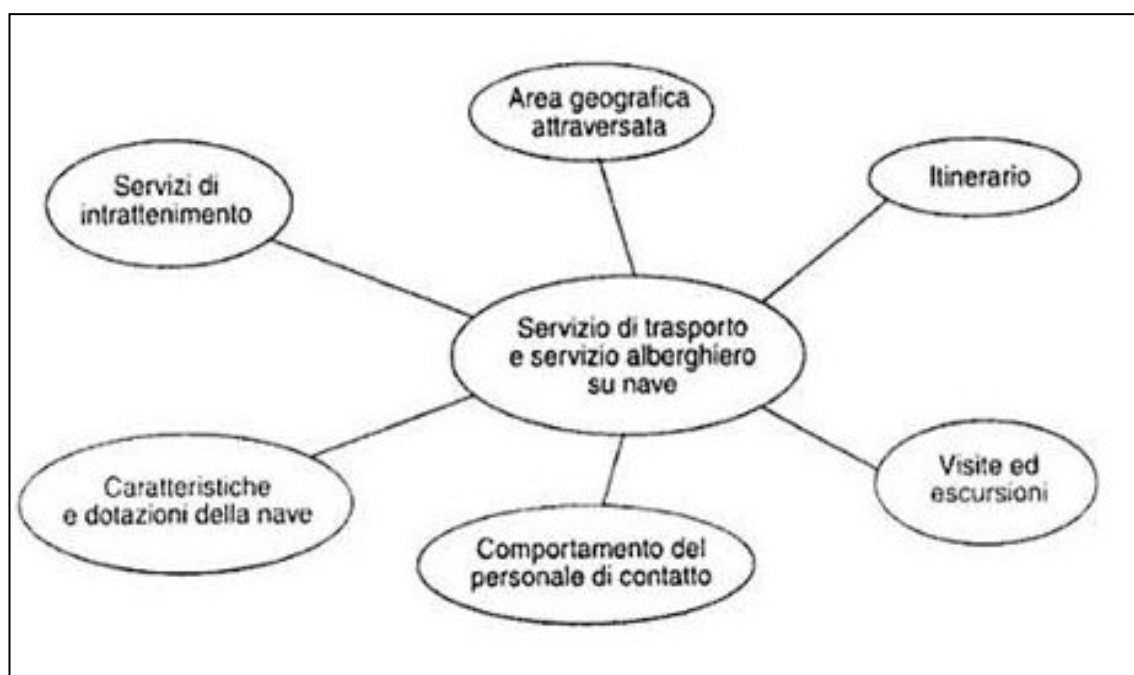 Area geografica
attraversata
Servizi di
intrattenimento
Itinerario
Servizio di trasporto
e servizio alberghiero
su nave
Caratteristiche
e dotazioni della nave
Visite ed
escursioni
Comportamento del
personale di contatto